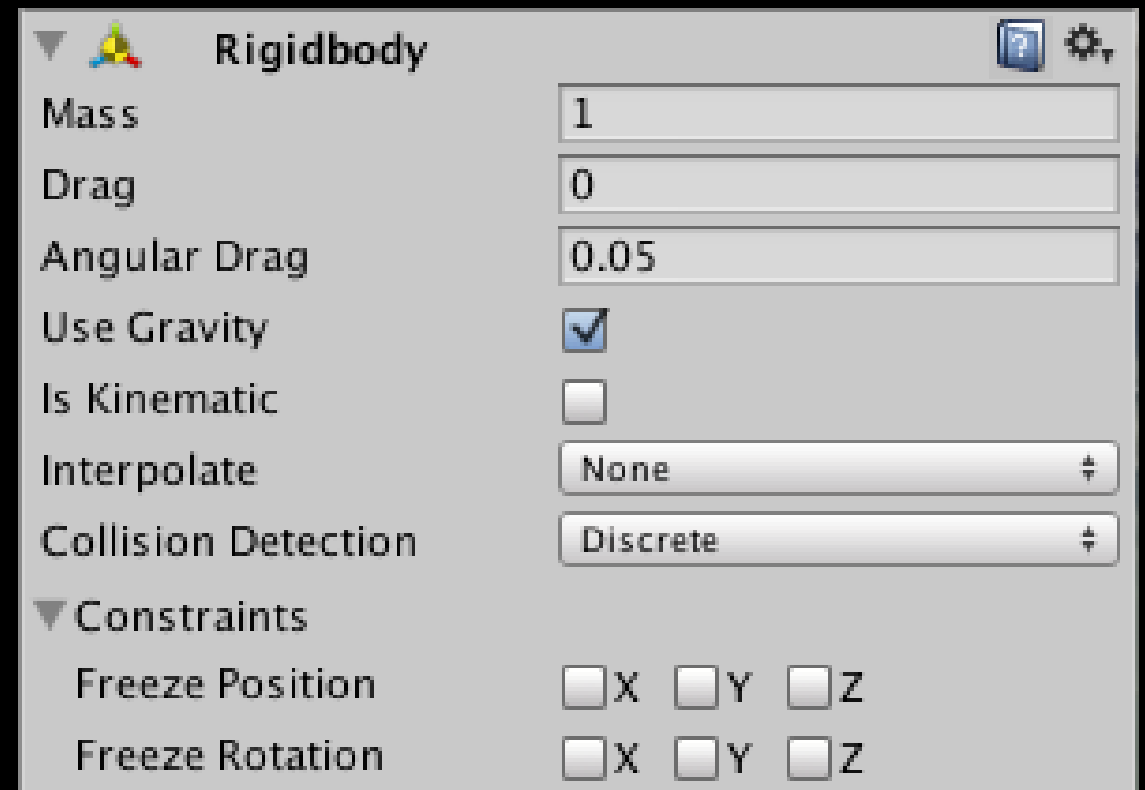 Rigidbody ?
Mass 1
Drag 0
Angular Drag 0.05
Use Gravity
Is Kinematic
Interpolate None
Collision Detection Discrete
Constraints
Freeze Position X Y Z
Freeze Rotation X Y Z